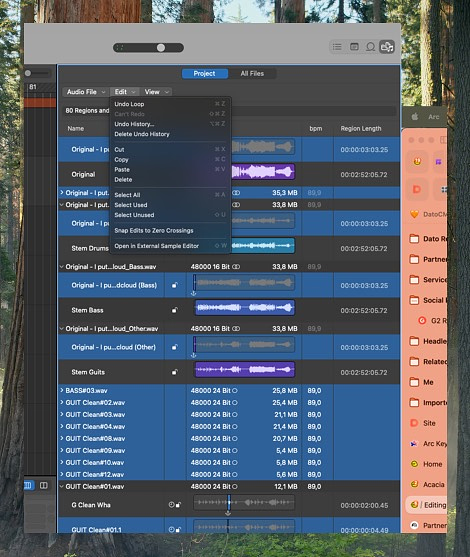 Project
All Files
81
Audio File
Edit
View
80 Regions and
Name
bpm
Region Length
Undo Loop
⌘ Z
Can't Redo
⇧⌘ Z
Undo History...
⌥⌘ Z
Delete Undo History
Cut
⌘ X
Copy
⌘ C
Paste
⌘ V
Delete
Select All
⌘ A
Select Used
Select Unused
⇧ U
Snap Edits to Zero Crossings
Open in External Sample Editor
⇧ W
Original - I pu
00:00:03:03.25
Original
00:02:52:05.72
Original - I put.
35,3 MB
89,9
Original - I put.
33,8 MB
89,9
Original - I pu
00:00:03:03.25
Stem Drums
00:02:52:05.72
Original - I put...loud_Bass.wav
48000 16 Bit
33,8 MB
89,9
Original - I pu...dcloud (Bass)
00:00:03:03.25
Stem Bass
00:02:52:05.72
Original - I put...loud_Other.wav
48000 16 Bit
33,8 MB
89,9
Original - I pu...cloud (Other)
00:00:03:03.25
Stem Guits
00:02:52:05.72
BASS#03.wav
48000 24 Bit
25,8 MB
89,0
GUIT Clean#02.wav
48000 24 Bit
25,4 MB
89,0
GUIT Clean#03.wav
48000 24 Bit
21,1 MB
89,0
GUIT Clean#04.wav
48000 24 Bit
21,4 MB
89,0
GUIT Clean#08.wav
48000 24 Bit
20,7 MB
89,0
GUIT Clean#09.wav
48000 24 Bit
5,4 MB
89,0
GUIT Clean#10.wav
48000 24 Bit
5,8 MB
89,0
GUIT Clean#12.wav
48000 24 Bit
5,6 MB
89,0
GUIT Clean#01.wav
48000 24 Bit
12,1 MB
89,0
G Clean Wha
00:00:02:00.45
GUIT Clean#01.1
00:00:00:04.49
Arc
DatoCM
Dato Re
Partner
Service
Social
G2 R
Headle
Related
Me
Importe
Site
Arc Key
Home
Acacia
| Editing
Partner